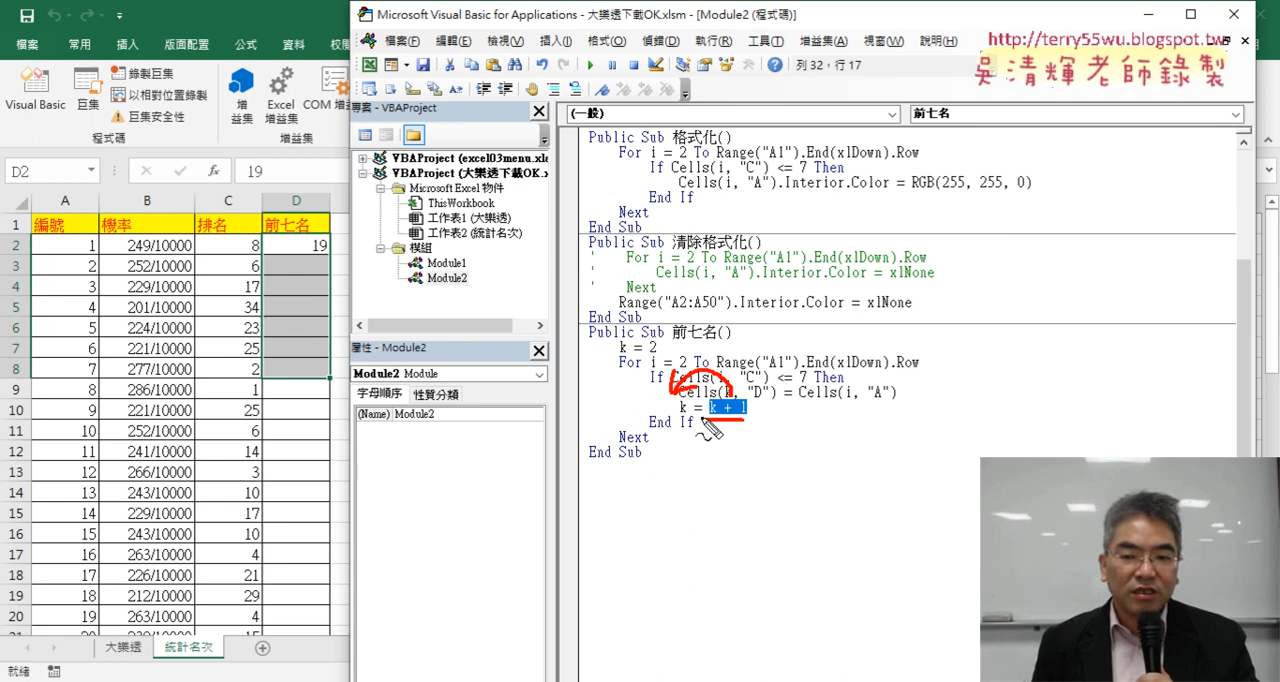 Microsoft Visual Basic for Applications - 大樂透下載OK.xlsm - [Module2 (程式碼)]
檔案 常用 插入 版面配置 公式 資料 校閱
檔案(F) 編輯(E) 檢視(V) 插入(I) 格式(O) 偵錯(D) 執行(R) 工具(T) 增益集(A) 視窗(W) 說明(H)
http://terry55wu.blogspot.tw
吳清輝老師錄製
列 32，行 17
Visual Basic 巨集
錄製巨集
以相對位置錄製
巨集安全性
增益集
Excel 增益集
COM 增
程式碼 增益集
專案 - VBAProject
(一般) 前七名
D2 19
VBAProject (excel03menu.xla
VBAProject (大樂透下載OK.x
Microsoft Excel 物件
ThisWorkbook
工作表1 (大樂透)
工作表2 (統計名次)
模組
Module1
Module2
屬性 - Module2
Module2 Module
字母順序 性質分類
(Name) Module2
A B C D
1 編號 機率 排名 前七名
2 1 249/10000 8 19
3 2 252/10000 6
4 3 229/10000 17
5 4 201/10000 34
6 5 224/10000 23
7 6 221/10000 25
8 7 277/10000 2
9 8 286/10000 1
10 9 221/10000 25
11 10 252/10000 6
12 11 241/10000 14
13 12 266/10000 3
14 13 243/10000 10
15 14 229/10000 17
16 15 243/10000 10
17 16 263/10000 4
18 17 226/10000 21
19 18 212/10000 29
20 19 263/10000 4
大樂透 統計名次
就緒
Public Sub 格式化()
For i = 2 To Range("A1").End(xlDown).Row
If Cells(i, "C") <= 7 Then
Cells(i, "A").Interior.Color = RGB(255, 255, 0)
End If
Next
End Sub
Public Sub 清除格式化()
' For i = 2 To Range("A1").End(xlDown).Row
' Cells(i, "A").Interior.Color = xlNone
' Next
Range("A2:A50").Interior.Color = xlNone
End Sub
Public Sub 前七名()
k = 2
For i = 2 To Range("A1").End(xlDown).Row
If Cells(i, "C") <= 7 Then
Cells(k, "D") = Cells(i, "A")
k = k + 1
End If
Next
End Sub